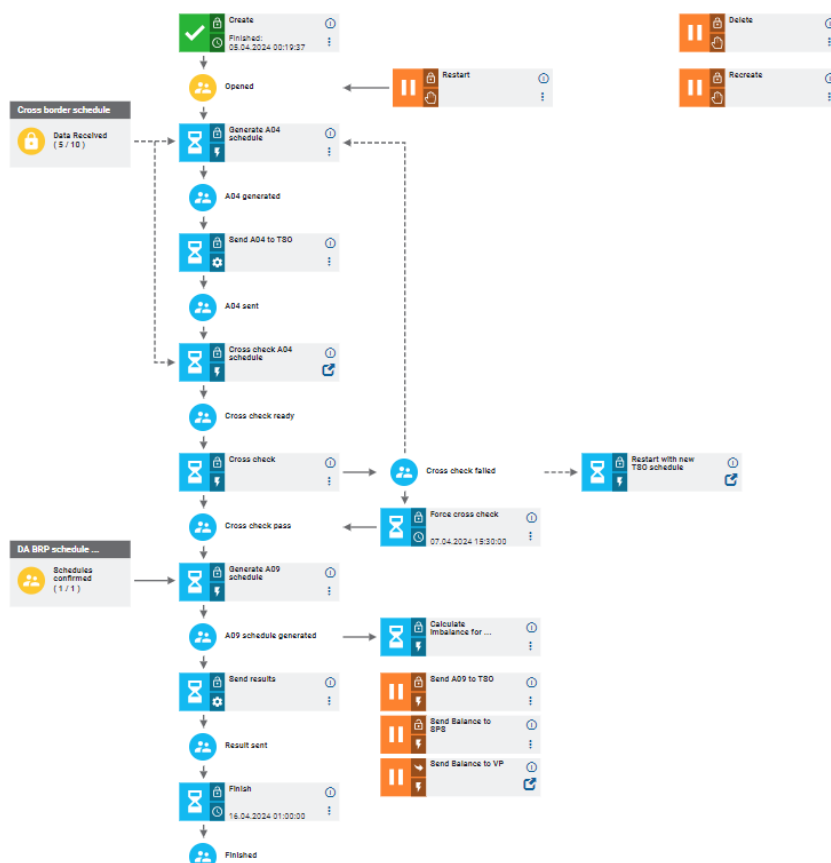 Create
Finished:
05.04.2024 00:19:37
Delete
Opened
Restart
Recreate
Cross border schedule
Data Received
( 5 / 10 )
Generate A04
schedule
A04 generated
Send A04 to TSO
A04 sent
Cross check A04
schedule
Cross check ready
Cross check
Cross check failed
Restart with new
TSO schedule
Cross check pass
Force cross check
07.04.2024 15:30:00
DA BRP schedule ...
Schedules
confirmed
( 1 / 1 )
Generate A09
schedule
A09 schedule generated
Calculate
Imbalance for ...
Send results
Send A09 to TSO
Result sent
Send Balance to
SPS
Send Balance to VP
Finish
16.04.2024 01:00:00
Finished